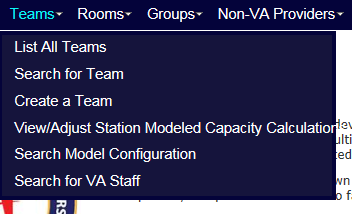 Teams Rooms Groups Non-VA Providers
List All Teams
Search for Team
Create a Team
View/Adjust Station Modeled Capacity Calculation
Search Model Configuration
Search for VA Staff